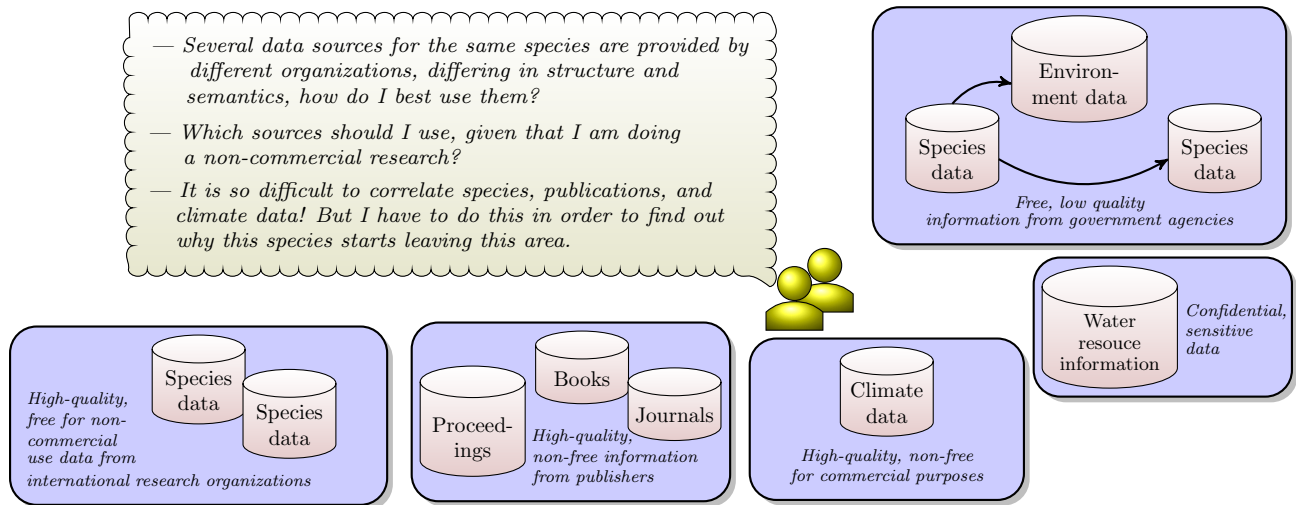 — Several data sources for the same species are provided by
different organizations, differing in structure and
semantics, how do I best use them?
— Which sources should I use, given that I am doing
a non-commercial research?
— It is so difficult to correlate species, publications, and
climate data! But I have to do this in order to find out
why this species starts leaving this area.
Environ-
ment data
Species
data
Species
data
Free, low quality
information from government agencies
Water
resouce
information
Confidential,
sensitive
data
Species
data
Species
data
High-quality,
free for non-
commercial
use data from
international research organizations
Proceed-
ings
Books
Journals
High-quality,
non-free information
from publishers
Climate
data
High-quality, non-free
for commercial purposes